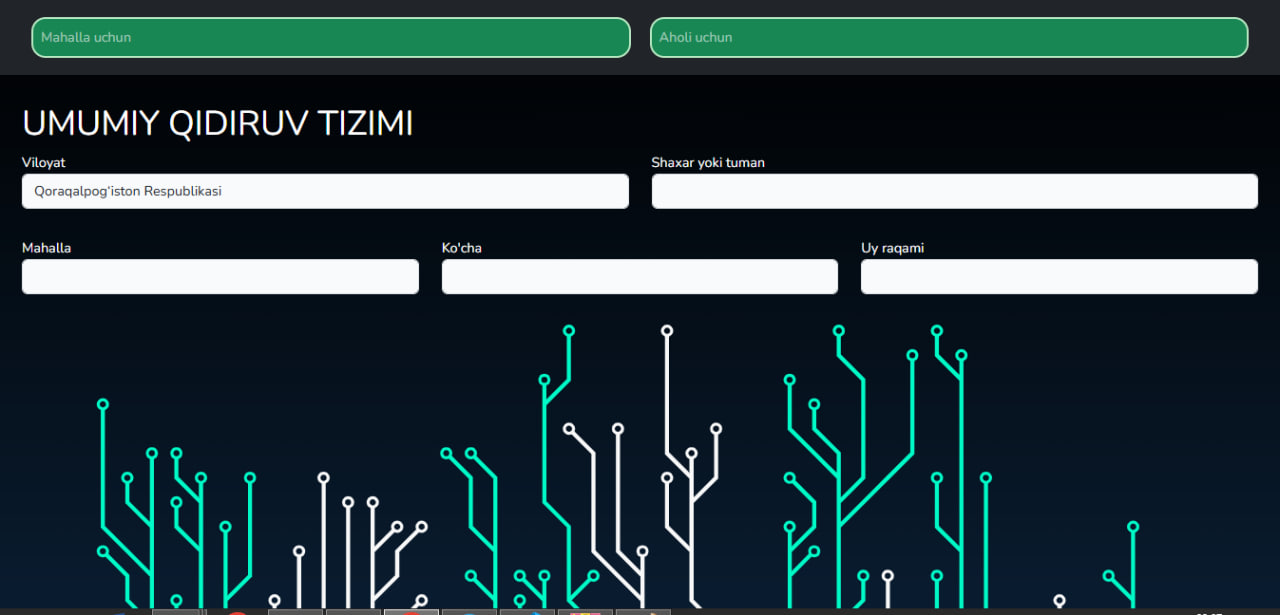 Mahalla uchun
Aholi uchun
UMUMIY QIDIRUV TIZIMI
Viloyat
Shaxar yoki tuman
Qoraqalpog‘iston Respublikasi
Mahalla
Ko'cha
Uy raqami